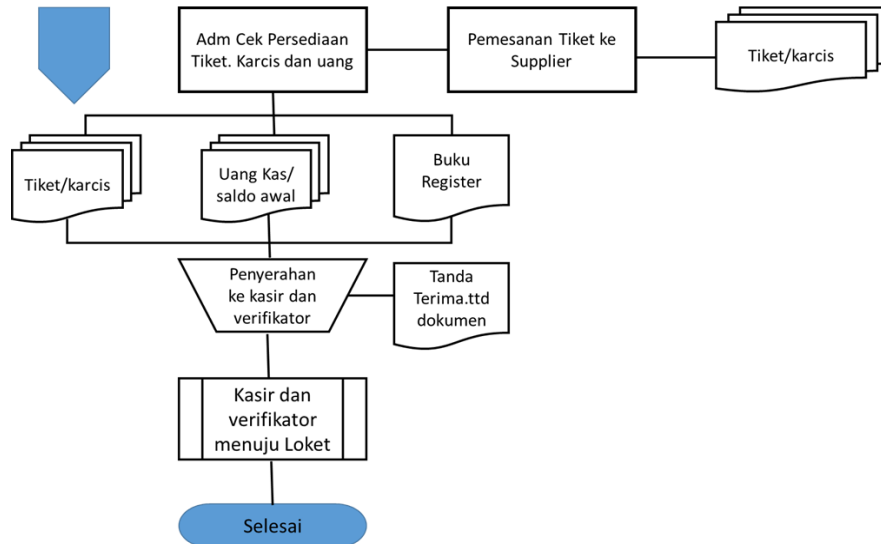 Adm Cek Persediaan
Tiket. Karcis dan uang
Pemesanan Tiket ke
Supplier
Tiket/karcis
Tiket/karcis
Uang Kas/
saldo awal
Buku
Register
Penyerahan
ke kasir dan
verifikator
Tanda
Terima.ttd
dokumen
Kasir dan
verifikator
menuju Loket
Selesai